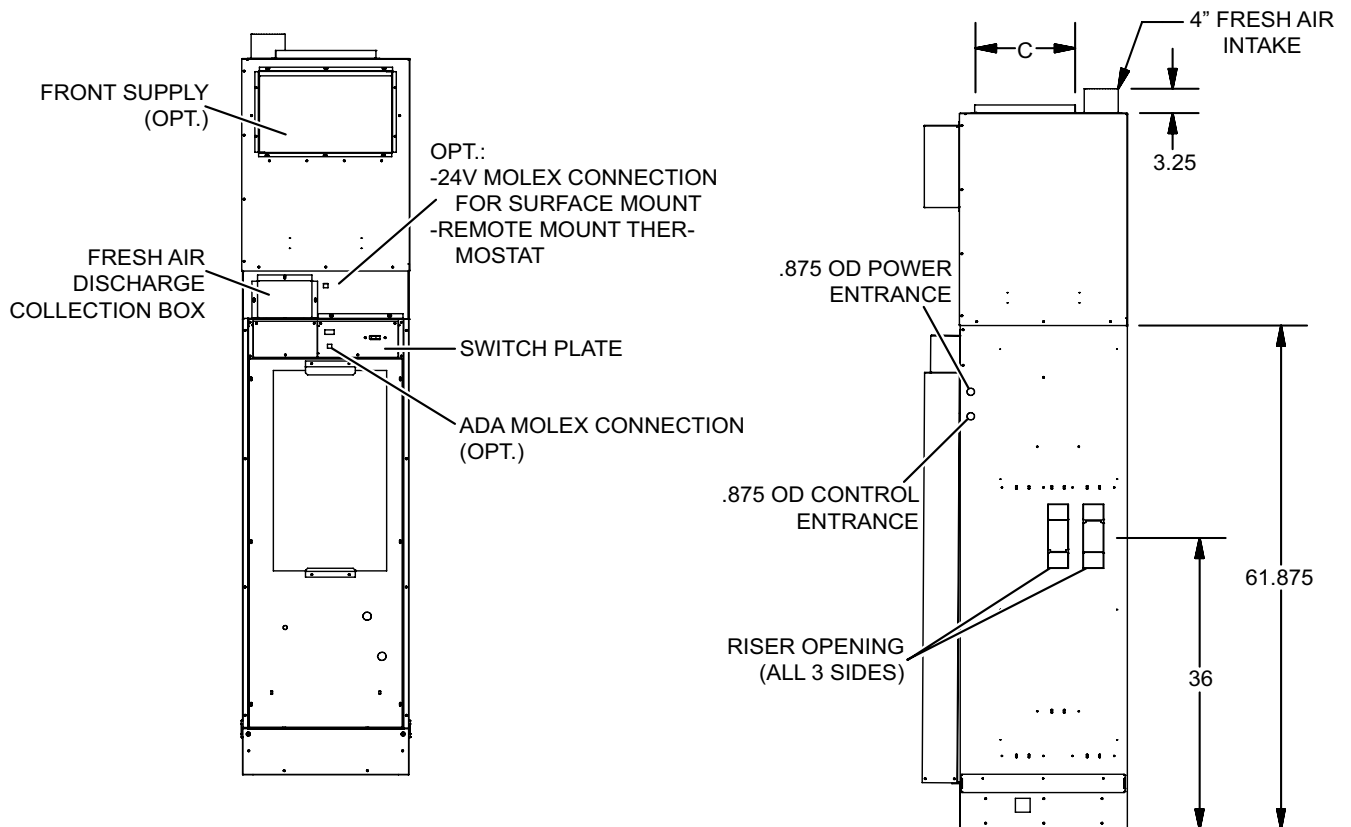 FRONT SUPPLY
(OPT.)
OPT.:
-24V MOLEX CONNECTION
FOR SURFACE MOUNT
-REMOTE MOUNT THER-
MOSTAT
FRESH AIR
DISCHARGE
COLLECTION BOX
SWITCH PLATE
ADA MOLEX CONNECTION
(OPT.)
4” FRESH AIR
INTAKE
C
3.25
.875 OD POWER
ENTRANCE
.875 OD CONTROL
ENTRANCE
61.875
RISER OPENING
(ALL 3 SIDES)
36